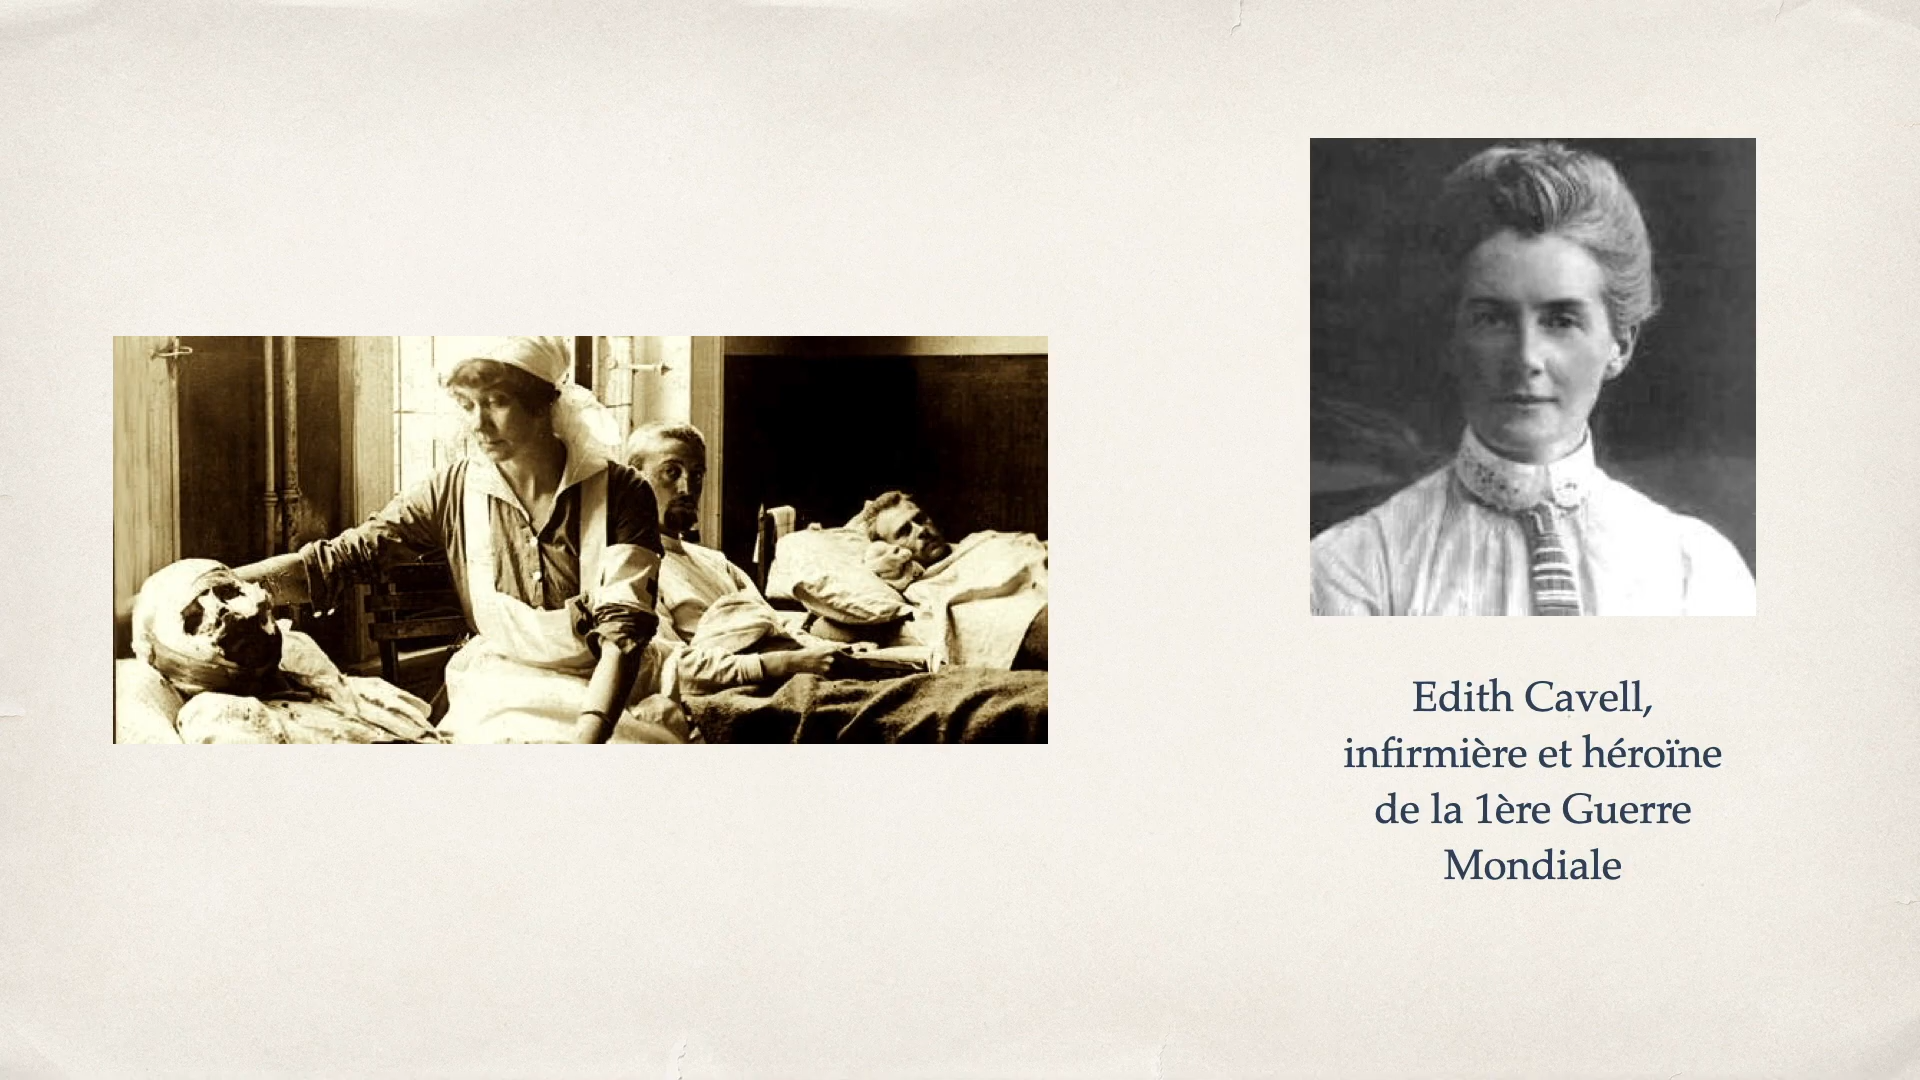 Edith Cavell,
infirmière et héroïne
de la 1ère Guerre
Mondiale